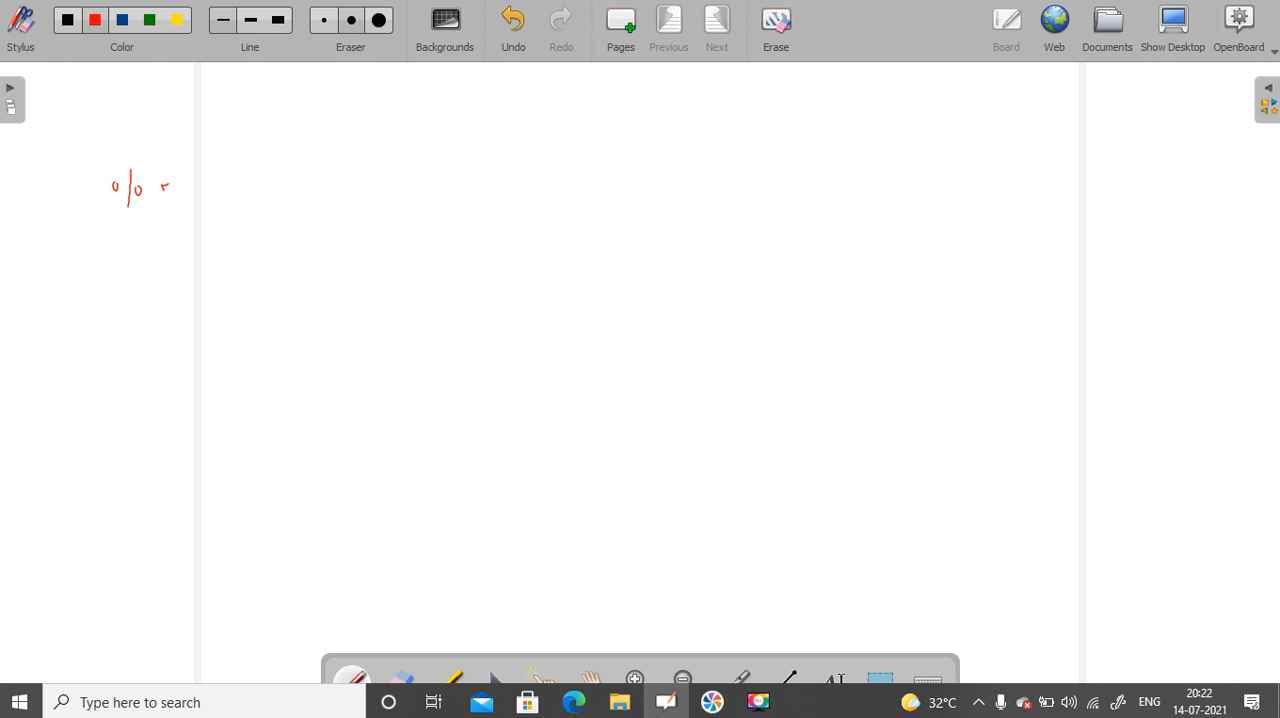 Stylus Color Line Eraser Backgrounds Undo Redo Pages Previous Next Erase Board Web Documents Show Desktop OpenBoard
%
Type here to search 32°C ENG 20:22
14-07-2021